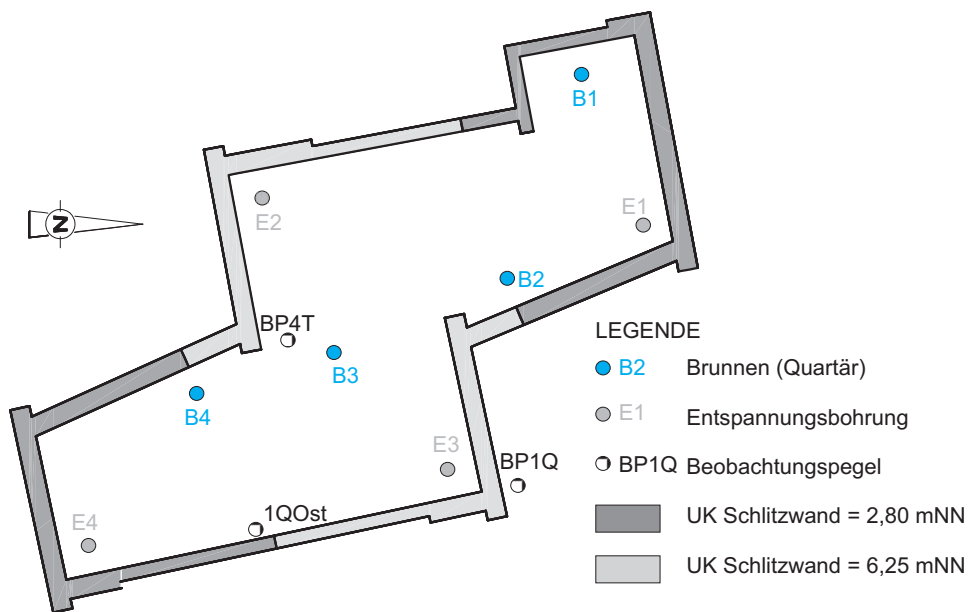 B1
E2
E1
N
B2
BP4T
B3
B4
E3
BP1Q
1QOst
E4
LEGENDE
B2 Brunnen (Quartär)
E1 Entspannungsbohrung
BP1Q Beobachtungspegel
UK Schlitzwand = 2,80 mNN
UK Schlitzwand = 6,25 mNN